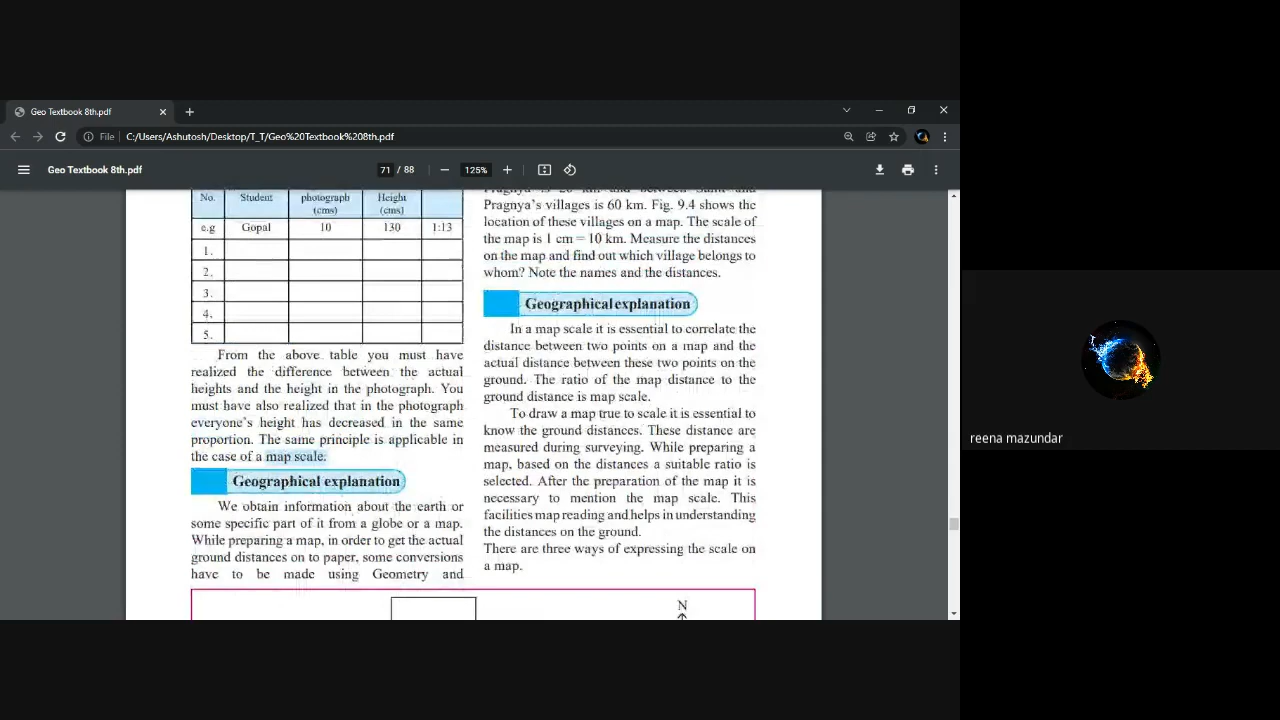 Geo Textbook 8th.pdf
File
C:/Users/Ashutosh/Desktop/T_T/Geo%20Textbook%208th.pdf
Geo Textbook 8th.pdf
71 / 88
125%
No.
Student
photograph
(cms)
Height
(cms)
e.g
Gopal
10
130
1:13
1.
2.
3.
4.
5.
From the above table you must have
realized the difference between the actual
heights and the height in the photograph. You
must have also realized that in the photograph
everyone's height has decreased in the same
proportion. The same principle is applicable in
the case of a map scale.
Geographical explanation
We obtain information about the earth or
some specific part of it from a globe or a map.
While preparing a map, in order to get the actual
ground distances on to paper, some conversions
have to be made using Geometry and
Pragnya is 20 km and between Sani and
Pragnya's villages is 60 km. Fig. 9.4 shows the
location of these villages on a map. The scale of
the map is 1 cm = 10 km. Measure the distances
on the map and find out which village belongs to
whom? Note the names and the distances.
Geographical explanation
In a map scale it is essential to correlate the
distance between two points on a map and the
actual distance between these two points on the
ground. The ratio of the map distance to the
ground distance is map scale.
To draw a map true to scale it is essential to
know the ground distances. These distance are
measured during surveying. While preparing a
map, based on the distances a suitable ratio is
selected. After the preparation of the map it is
necessary to mention the map scale. This
facilities map reading and helps in understanding
the distances on the ground.
There are three ways of expressing the scale on
a map.
N
reena mazundar